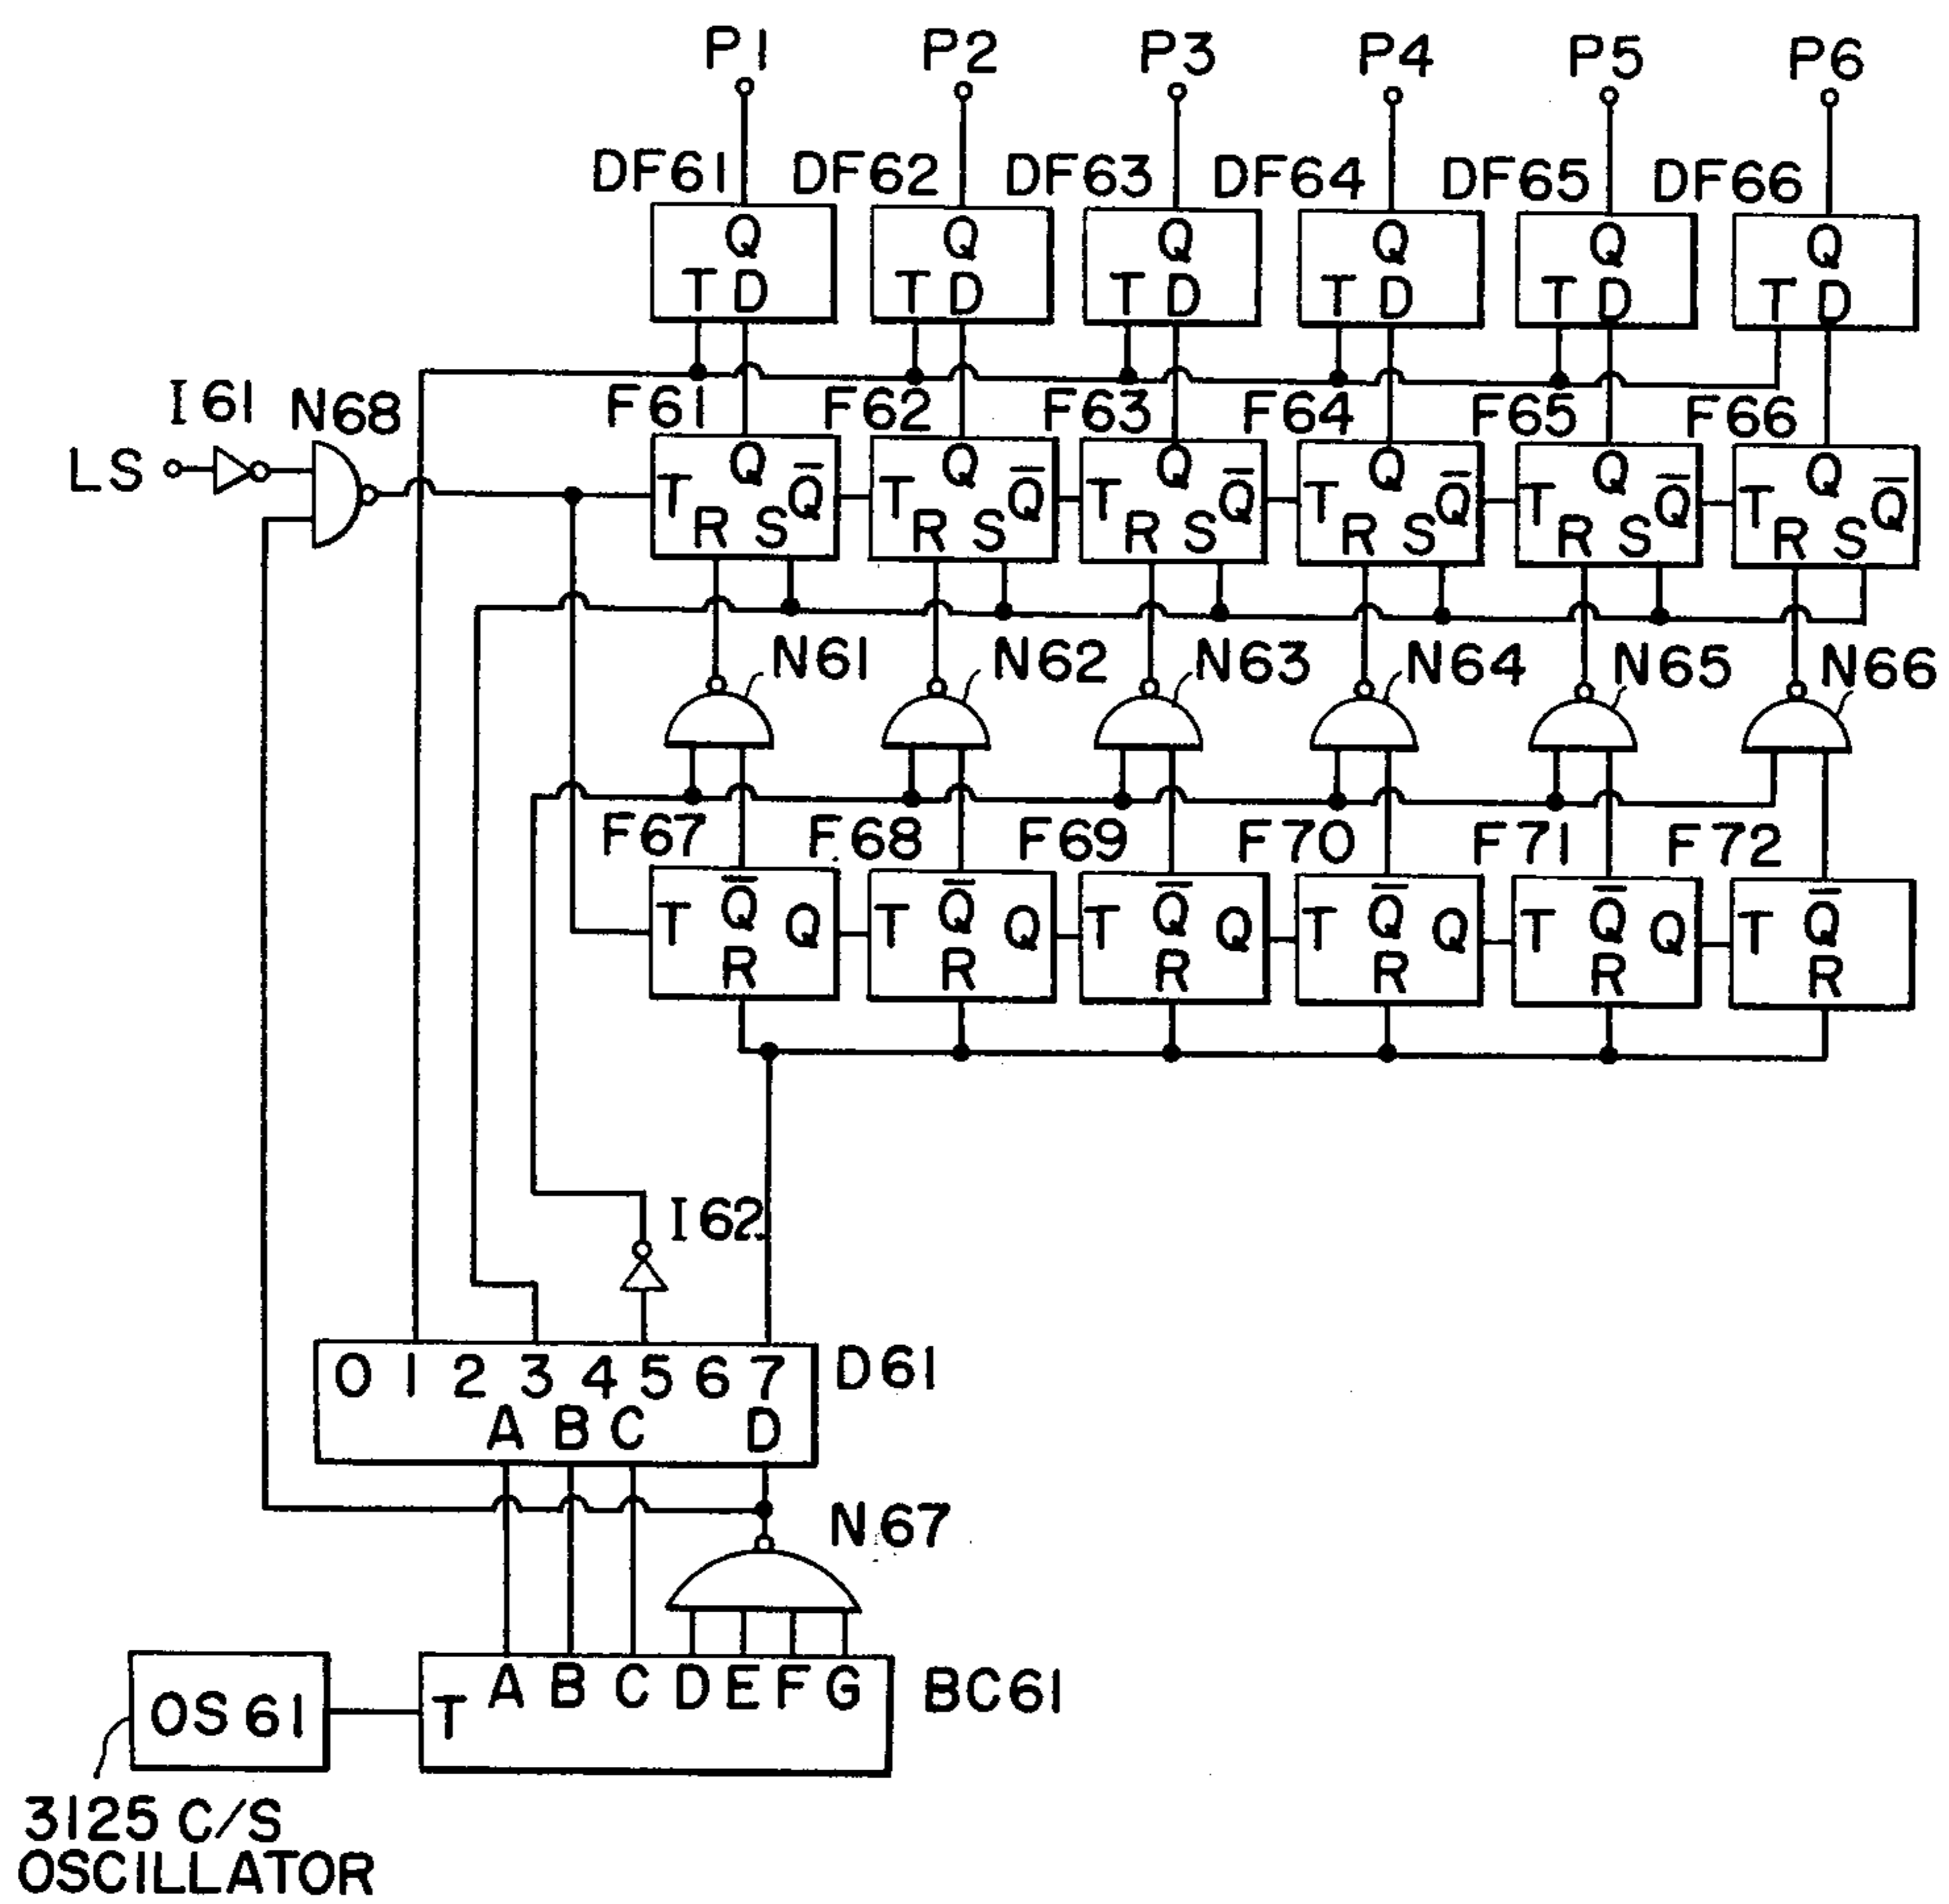 P1 P2 P3 P4 P5 P6
DF61 DF62 DF63 DF64 DF65 DF66
Q Q Q Q Q Q
T D T D T D T D T D T D
I61 N68 F61 F62 F63 F64 F65 F66
LS
T Q Q̅ T Q Q̅ T Q Q̅ T Q Q̅ T Q Q̅ T Q Q̅
R S R S R S R S R S R S
N61 N62 N63 N64 N65 N66
F67 F68 F69 F70 F71 F72
T Q̅ Q T Q̅ Q T Q̅ Q T Q̅ Q T Q̅ Q T Q̅
R R R R R R
I62
0 1 2 3 4 5 6 7 D61
A B C D
N67
OS61 T A B C D E F G BC61
3125 C/S
OSCILLATOR